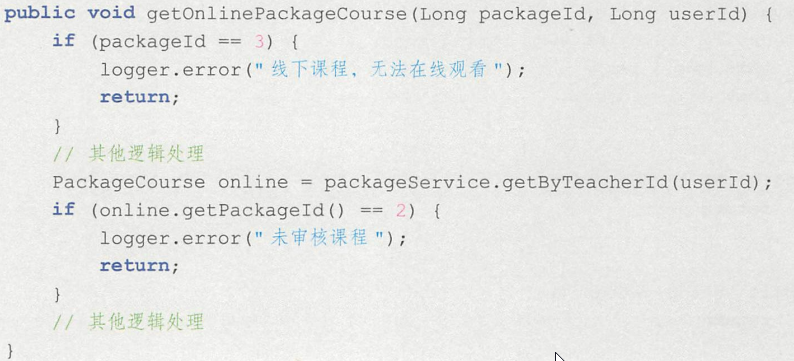 public void getOnlinePackageCourse(Long packageId, Long userId) {
    if (packageId == 3) {
        logger.error("线下课程，无法在线观看");
        return;
    }
    // 其他逻辑处理
    PackageCourse online = packageService.getByTeacherId(userId);
    if (online.getPackageId() == 2) {
        logger.error("未审核课程");
        return;
    }
    // 其他逻辑处理
}